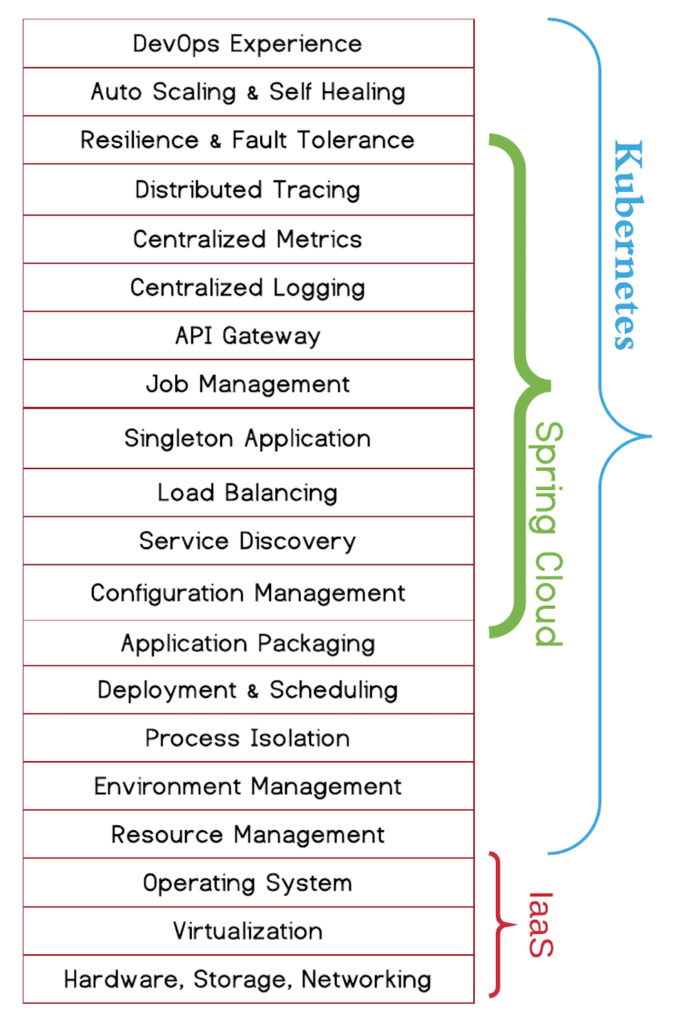 DevOps Experience
Auto Scaling & Self Healing
Resilience & Fault Tolerance
Distributed Tracing
Centralized Metrics
Centralized Logging
API Gateway
Job Management
Singleton Application
Load Balancing
Service Discovery
Configuration Management
Application Packaging
Deployment & Scheduling
Process Isolation
Environment Management
Resource Management
Operating System
Virtualization
Hardware, Storage, Networking
Kubernetes
Spring Cloud
IaaS